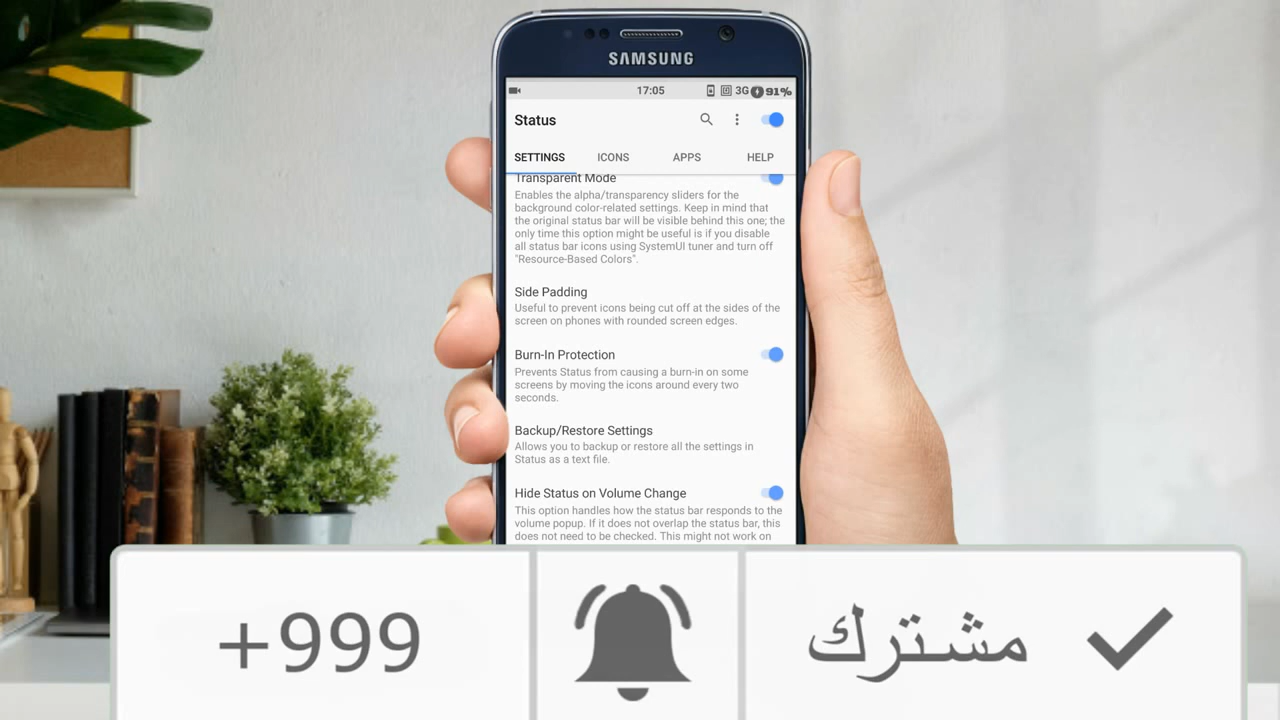 SAMSUNG
17:05 3G 91%
Status
SETTINGS ICONS APPS HELP
Transparent Mode
Enables the alpha/transparency sliders for the
background color-related settings. Keep in mind that
the original status bar will be visible behind this one; the
only time this option might be useful is if you disable
all status bar icons using SystemUI tuner and turn off
"Resource-Based Colors".
Side Padding
Useful to prevent icons being cut off at the sides of the
screen on phones with rounded screen edges.
Burn-In Protection
Prevents Status from causing a burn-in on some
screens by moving the icons around every two
seconds.
Backup/Restore Settings
Allows you to backup or restore all the settings in
Status as a text file.
Hide Status on Volume Change
This option handles how the status bar responds to the
volume popup. If it does not overlap the status bar, this
does not need to be checked. This might not work on
+999
مشترك